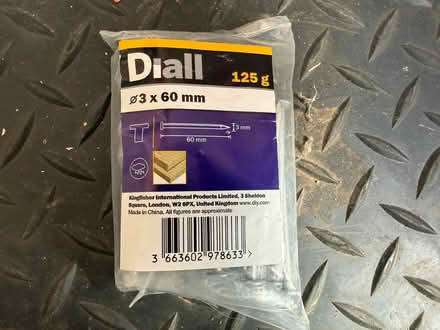 Diall
125 g
ø3 x 60 mm
3 mm
60 mm
Kingfisher International Products Limited, 3 Sheldon
Square, London, W2 6PX, United Kingdom www.diy.com
Made in China. All figures are approximate
3 663602 978633 >